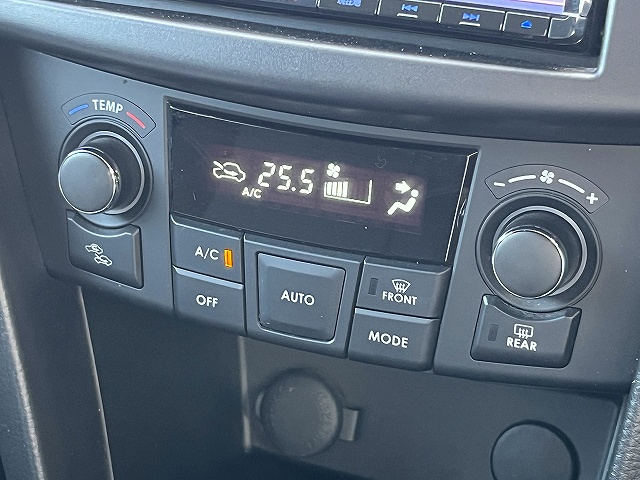 TEMP
25.5
A/C
- +
A/C
OFF
AUTO
FRONT
MODE
REAR